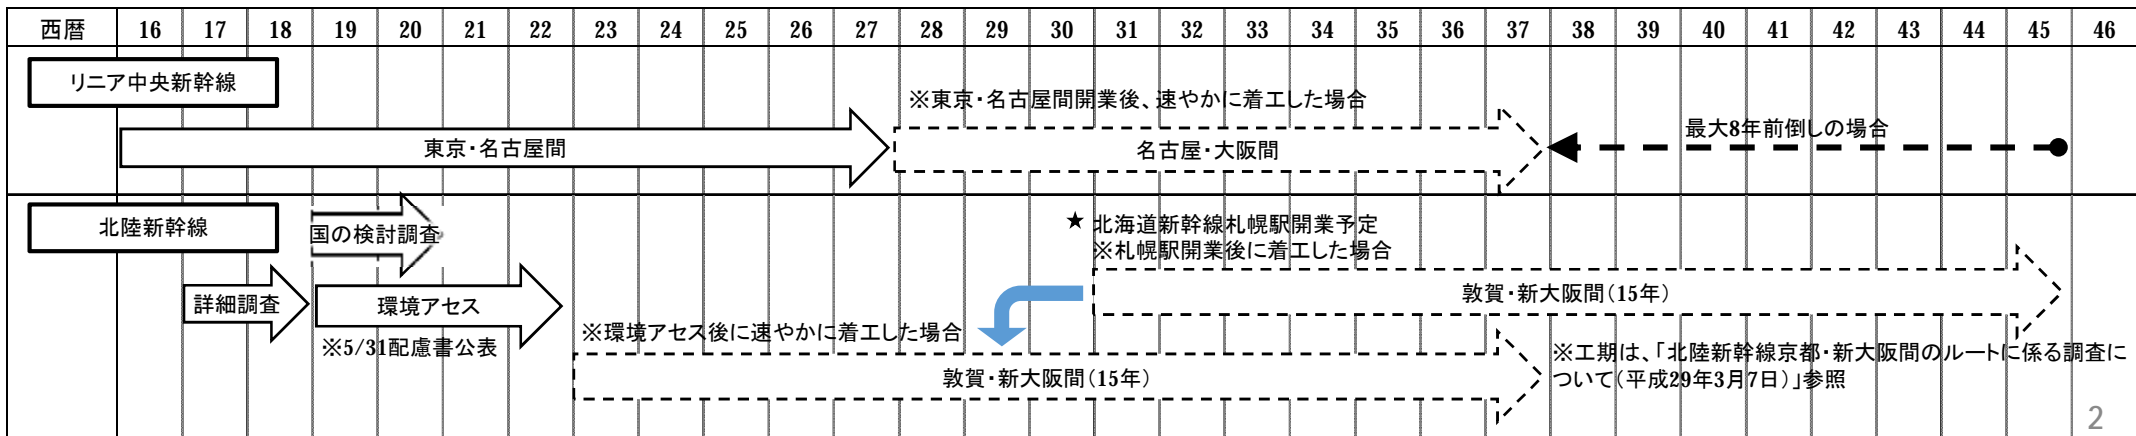 西暦 16 17 18 19 20 21 22 23 24 25 26 27 28 29 30 31 32 33 34 35 36 37 38 39 40 41 42 43 44 45 46
リニア中央新幹線
※東京・名古屋間開業後、速やかに着工した場合
最大8年前倒しの場合
東京・名古屋間
名古屋・大阪間
北陸新幹線
国の検討調査
★ 北海道新幹線札幌駅開業予定
※札幌駅開業後に着工した場合
詳細調査
環境アセス
敦賀・新大阪間(15年)
※5/31配慮書公表
※環境アセス後に速やかに着工した場合
敦賀・新大阪間(15年)
※工期は、「北陸新幹線京都・新大阪間のルートに係る調査に
ついて(平成29年3月7日)」参照
2